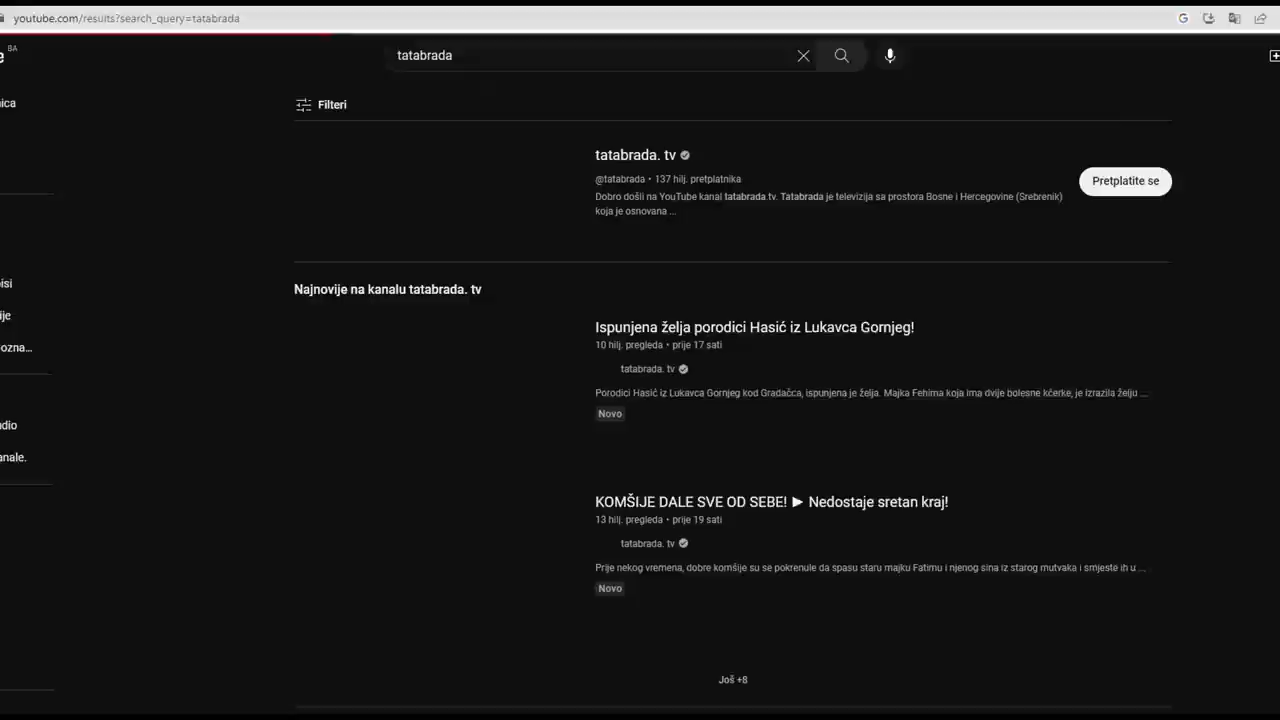 youtube.com/results?search_query=tatabrada
e BA
tatabrada
ica
Filteri
tatabrada. tv
@tatabrada • 137 hilj. pretplatnika
Pretplatite se
Dobro došli na YouTube kanal tatabrada.tv. Tatabrada je televizija sa prostora Bosne i Hercegovine (Srebrenik)
koja je osnovana ...
isi
Najnovije na kanalu tatabrada. tv
ije
Ispunjena želja porodici Hasić iz Lukavca Gornjeg!
10 hilj. pregleda • prije 17 sati
ozna...
tatabrada. tv
Porodici Hasić iz Lukavca Gornjeg kod Gradačca, ispunjena je želja. Majka Fehima koja ima dvije bolesne kćerke, je izrazila želju ...
Novo
udio
anale.
KOMŠIJE DALE SVE OD SEBE! ► Nedostaje sretan kraj!
13 hilj. pregleda • prije 19 sati
tatabrada. tv
Prije nekog vremena, dobre komšije su se pokrenule da spasu staru majku Fatimu i njenog sina iz starog mutvaka i smjeste ih u ...
Novo
Još +8